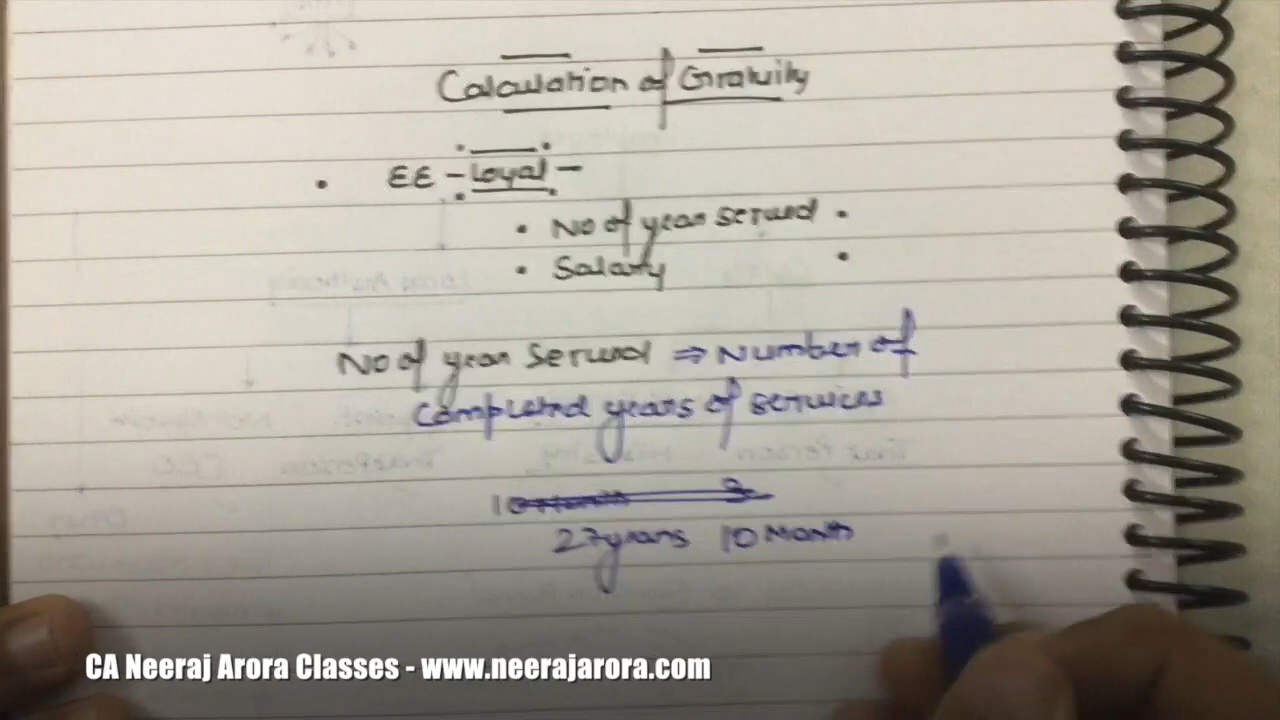 Calculation of Gratuity
• EE - Loyal -
• No of year served •
• Salary •
No of year served ⇒ Number of
Completed years of services
27 years 10 Month
CA Neeraj Arora Classes - www.neerajarora.com